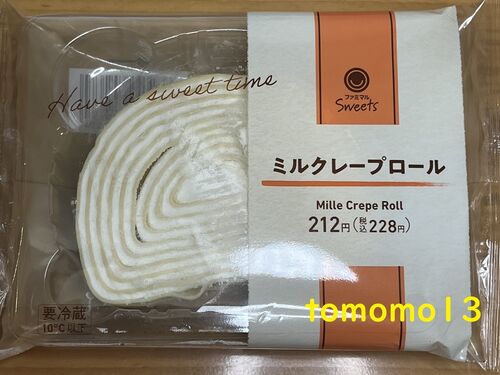 Have a sweet time
ファミマル
Sweets
ミルクレープロール
Mille Crepe Roll
212円(税込228円)
要冷蔵
10℃以下
tomomo13